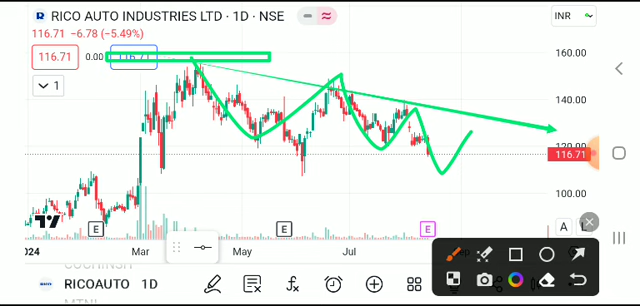 RICO AUTO INDUSTRIES LTD · 1D · NSE
INR
116.71 −6.78 (−5.49%)
116.71 0.00 116.71
1
160.00
140.00
120.00
116.71
100.00
E E E
A
2024 Mar May Jul
RICOAUTO 1D